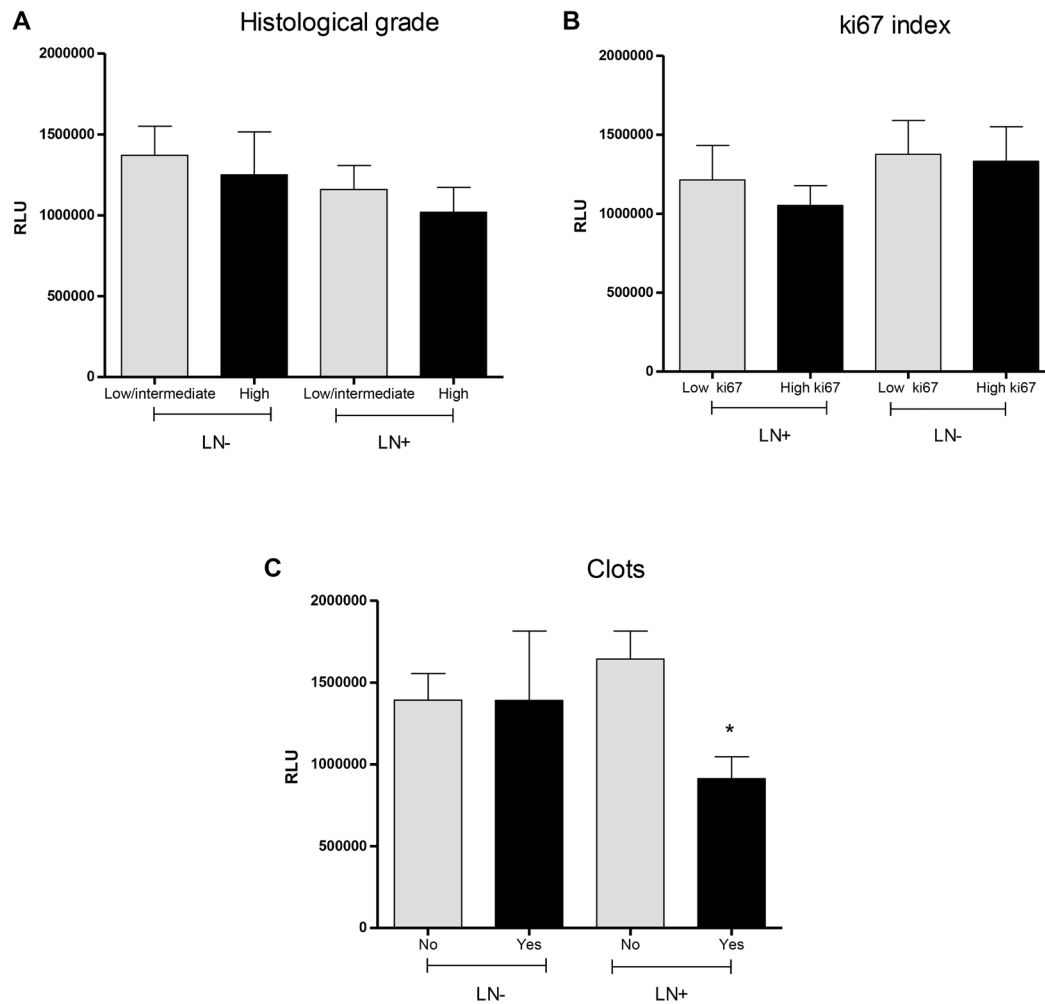 A
Histological grade
2000000
1500000
1000000
500000
0
RLU
Low/intermediate High Low/intermediate High
LN- LN+
B
ki67 index
2000000
1500000
1000000
500000
0
RLU
Low ki67 High ki67 Low ki67 High ki67
LN+ LN-
C
Clots
2000000
1500000
1000000
500000
0
RLU
*
No Yes No Yes
LN- LN+